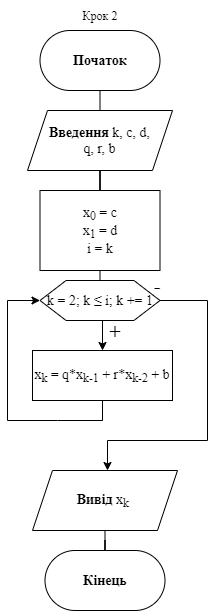 Крок 2
Початок
Введення k, c, d,
q, r, b
x₀ = c
x₁ = d
i = k
k = 2; k ≤ i; k += 1
-
+
xₖ = q*xₖ₋₁ + r*xₖ₋₂ + b
Вивід xₖ
Кінець